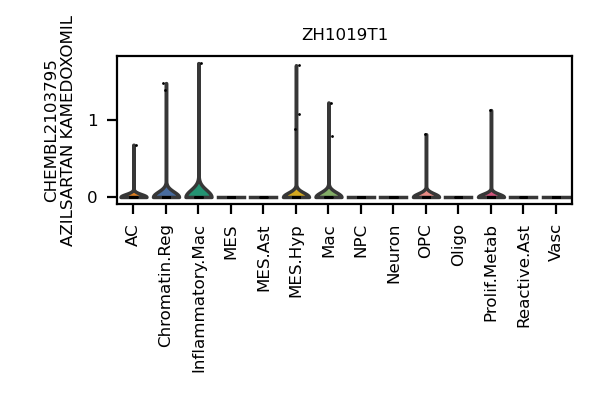 ZH1019T1
CHEMBL2103795
AZILSARTAN KAMEDOXOMIL
1
0
AC
Chromatin.Reg
Inflammatory.Mac
MES
MES.Ast
MES.Hyp
Mac
NPC
Neuron
OPC
Oligo
Prolif.Metab
Reactive.Ast
Vasc